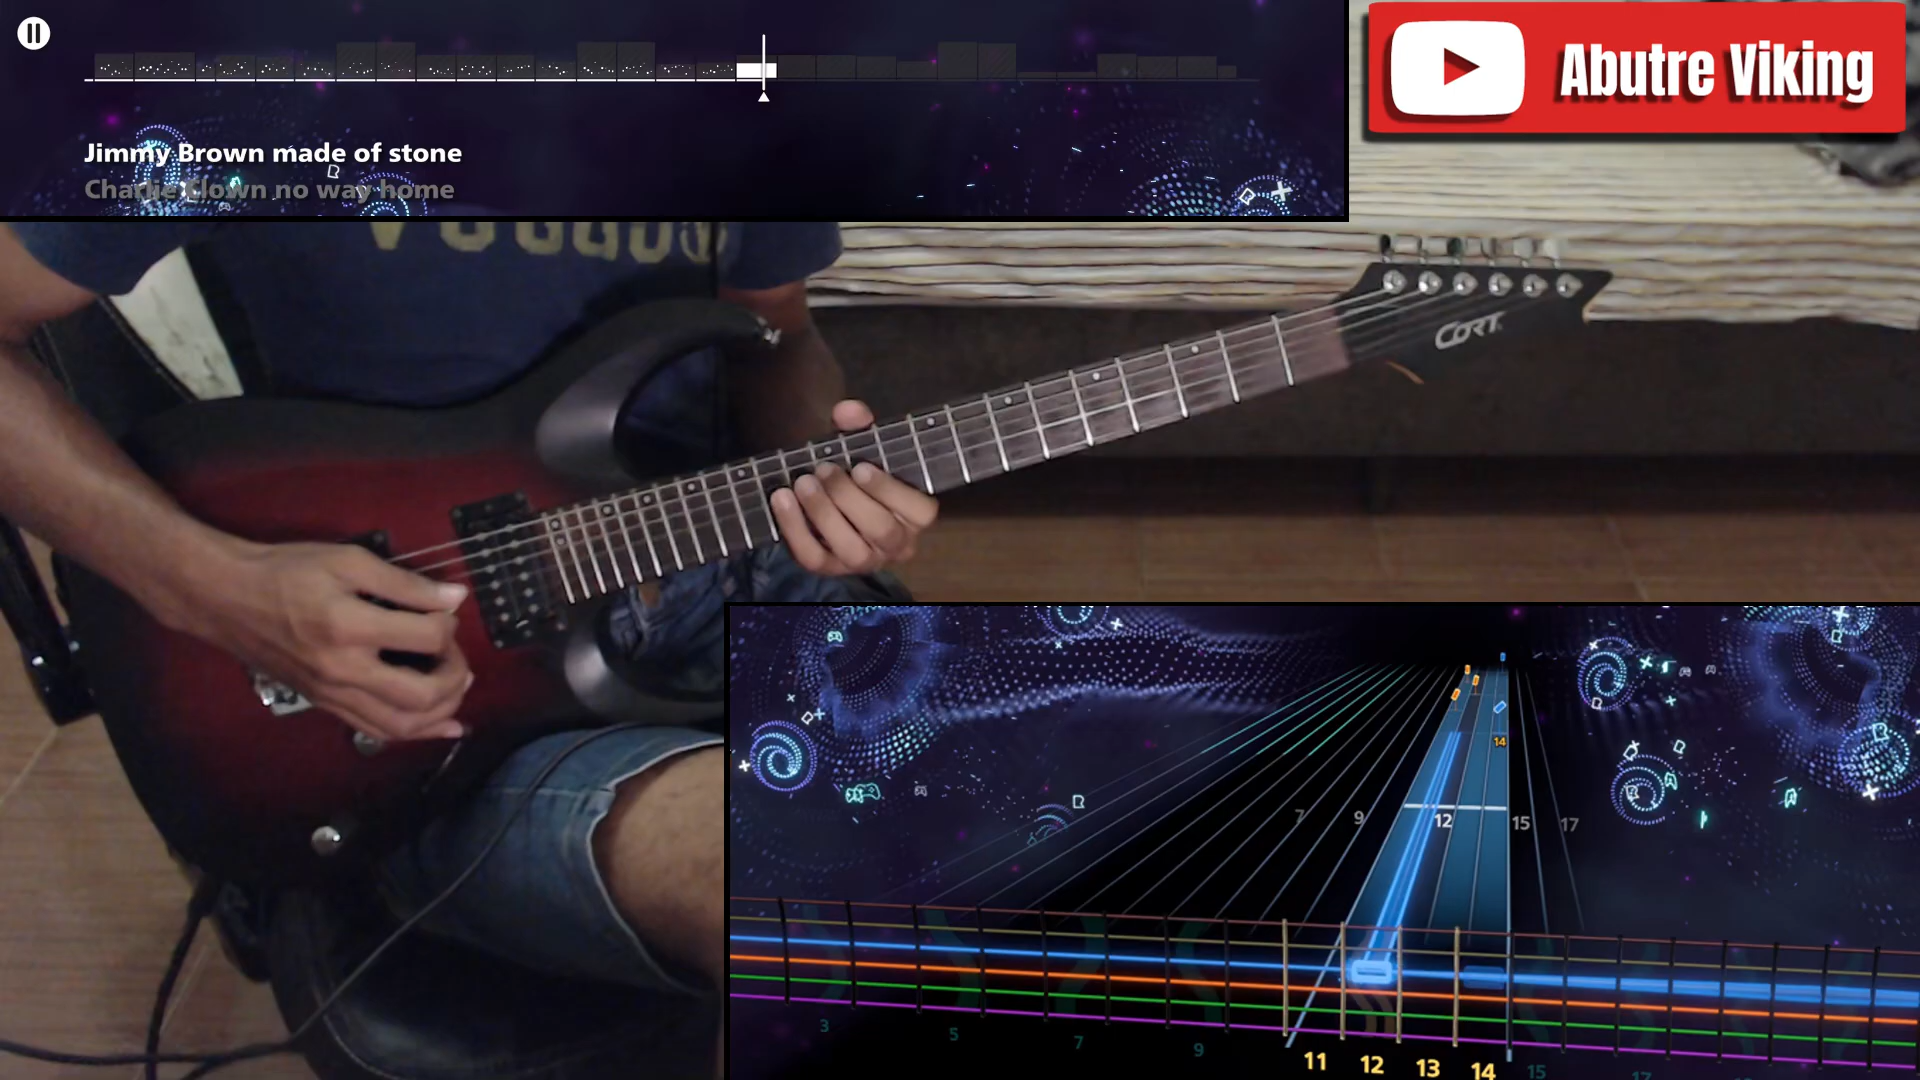 Jimmy Brown made of stone
Charlie Clown no way home
Abutre Viking
CORT
14
7 9 12 15 17
3 5 7 9 11 12 13 14 15 17